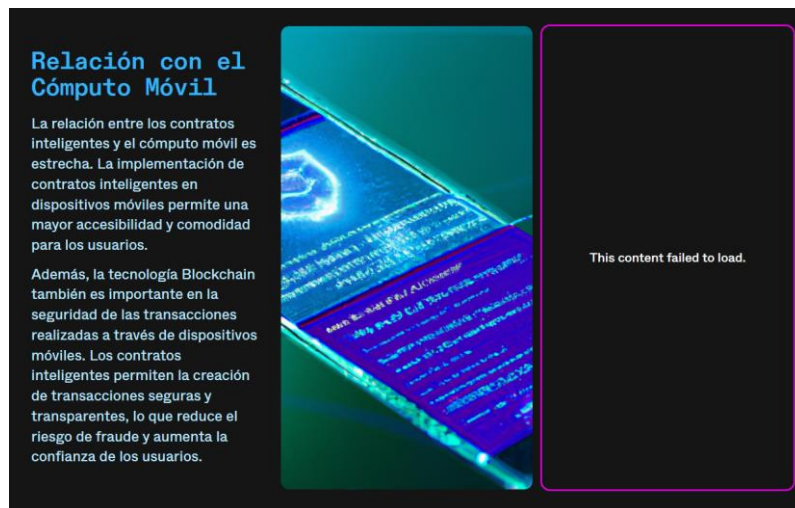 Relación con el
Cómputo Móvil
La relación entre los contratos
inteligentes y el cómputo móvil es
estrecha. La implementación de
contratos inteligentes en
dispositivos móviles permite una
mayor accesibilidad y comodidad
para los usuarios.
Además, la tecnología Blockchain
también es importante en la
seguridad de las transacciones
realizadas a través de dispositivos
móviles. Los contratos
inteligentes permiten la creación
de transacciones seguras y
transparentes, lo que reduce el
riesgo de fraude y aumenta la
confianza de los usuarios.
This content failed to load.